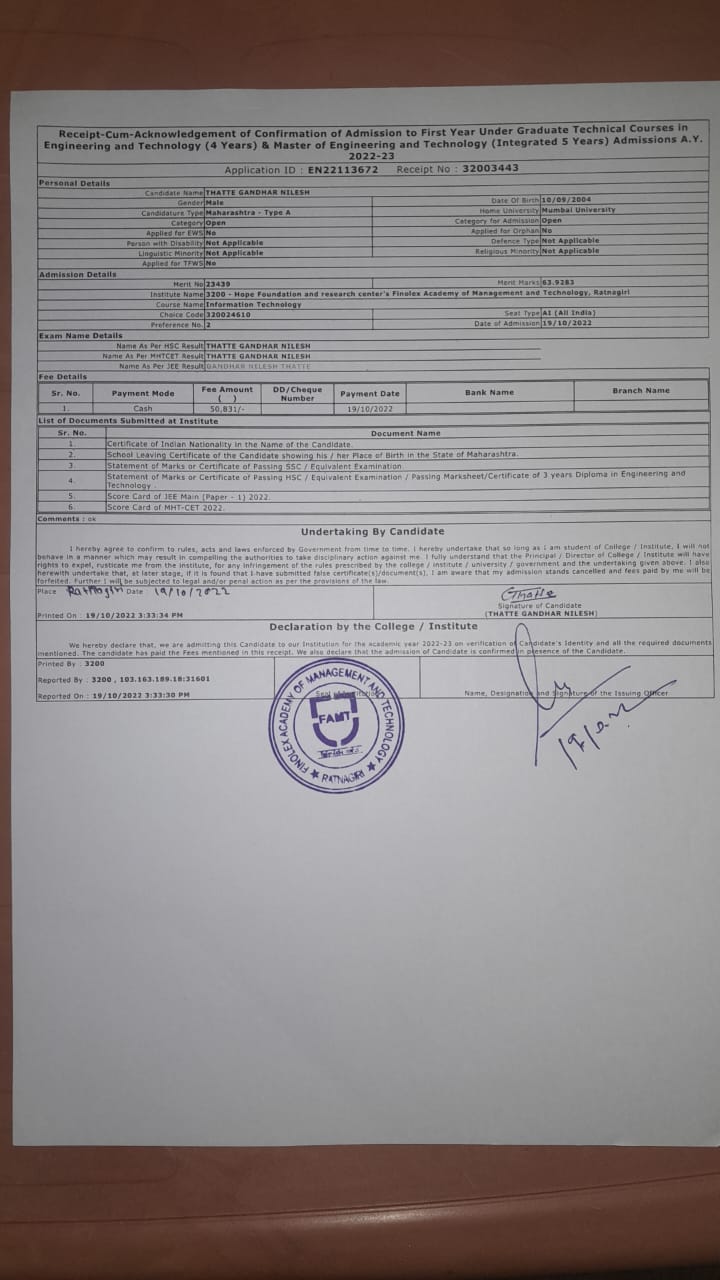 Receipt-Cum-Acknowledgement of Confirmation of Admission to First Year Under Graduate Technical Courses in
Engineering and Technology (4 Years) & Master of Engineering and Technology (Integrated 5 Years) Admissions A.Y.
2022-23
Application ID : EN22113672 Receipt No : 32003443
Personal Details
Candidate Name THATTE GANDHAR NILESH
Gender Male Date Of Birth 10/09/2004
Candidature Type Maharashtra - Type A Home University Mumbai University
Category Open Category for Admission Open
Applied for EWS No Applied for Orphan No
Person with Disability Not Applicable Defence Type Not Applicable
Linguistic Minority Not Applicable Religious Minority Not Applicable
Applied for TFWS No
Admission Details
Merit No 23439 Merit Marks 63.9283
Institute Name 3200 - Hope Foundation and research center's Finolex Academy of Management and Technology, Ratnagiri
Course Name Information Technology
Choice Code 320024610 Seat Type AI (All India)
Preference No. 2 Date of Admission 19/10/2022
Exam Name Details
Name As Per HSC Result THATTE GANDHAR NILESH
Name As Per MHTCET Result THATTE GANDHAR NILESH
Name As Per JEE Result GANDHAR NILESH THATTE
Fee Details
Sr. No. Payment Mode Fee Amount ( ) DD/Cheque Number Payment Date Bank Name Branch Name
1. Cash 50,831/- 19/10/2022
List of Documents Submitted at Institute
Sr. No. Document Name
1. Certificate of Indian Nationality in the Name of the Candidate.
2. School Leaving Certificate of the Candidate showing his / her Place of Birth in the State of Maharashtra.
3. Statement of Marks or Certificate of Passing SSC / Equivalent Examination
4. Statement of Marks or Certificate of Passing HSC / Equivalent Examination / Passing Marksheet/Certificate of 3 years Diploma in Engineering and
Technology .
5. Score Card of JEE Main (Paper - 1) 2022.
6. Score Card of MHT-CET 2022.
Comments : ok
Undertaking By Candidate
I hereby agree to confirm to rules, acts and laws enforced by Government from time to time. I hereby undertake that so long as I am student of College / Institute, I will not
behave in a manner which may result in compelling the authorities to take disciplinary action against me. I fully understand that the Principal / Director of College / Institute will have
rights to expel, rusticate me from the institute, for any infringement of the rules prescribed by the college / institute / university / government and the undertaking given above. I also
herewith undertake that, at later stage, if it is found that I have submitted false certificate(s)/document(s), I am aware that my admission stands cancelled and fees paid by me will be
forfeited. Further I will be subjected to legal and/or penal action as per the provisions of the law.
Place : Ratnagiri Date : 19/10/2022
GThatte
Signature of Candidate
Printed On : 19/10/2022 3:33:34 PM (THATTE GANDHAR NILESH)
Declaration by the College / Institute
We hereby declare that, we are admitting this Candidate to our Institution for the academic year 2022-23 on verification of Candidate's Identity and all the required documents
mentioned. The candidate has paid the Fees mentioned in this receipt. We also declare that the admission of Candidate is confirmed in presence of the Candidate.
Printed By : 3200
Reported By : 3200 , 103.163.189.18:31601
Reported On : 19/10/2022 3:33:30 PM
Name, Designation and Signature of the Issuing Officer
FINOLEX ACADEMY OF MANAGEMENT AND TECHNOLOGY
FAMT
RATNAGIRI